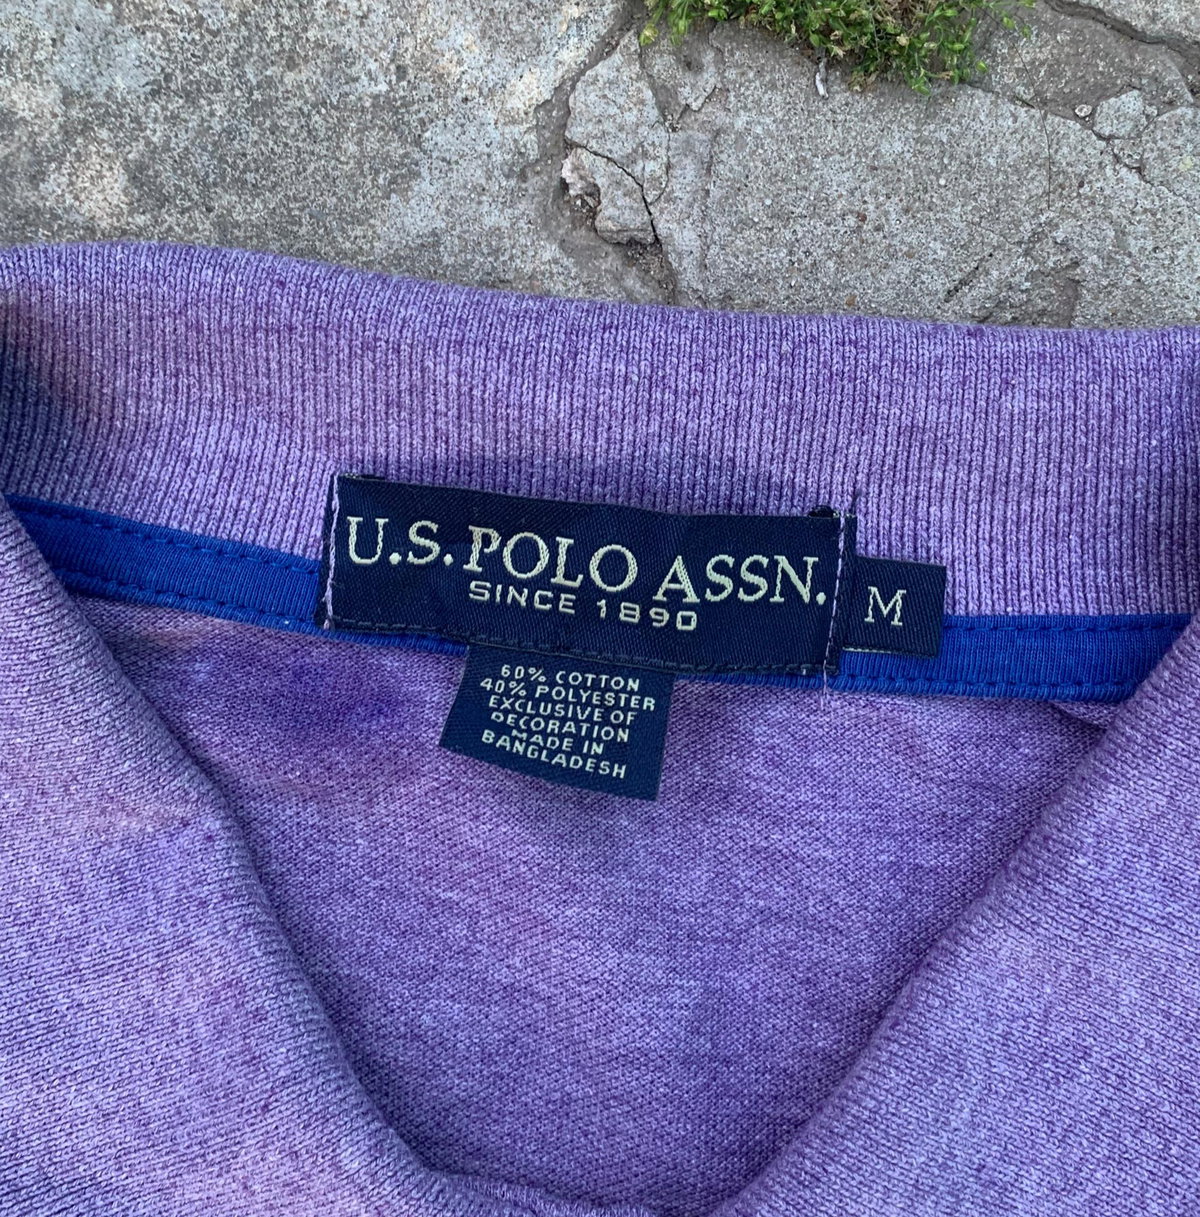 U.S. POLO ASSN.
SINCE 1890
M
60% COTTON
40% POLYESTER
EXCLUSIVE OF
DECORATION
MADE IN
BANGLADESH